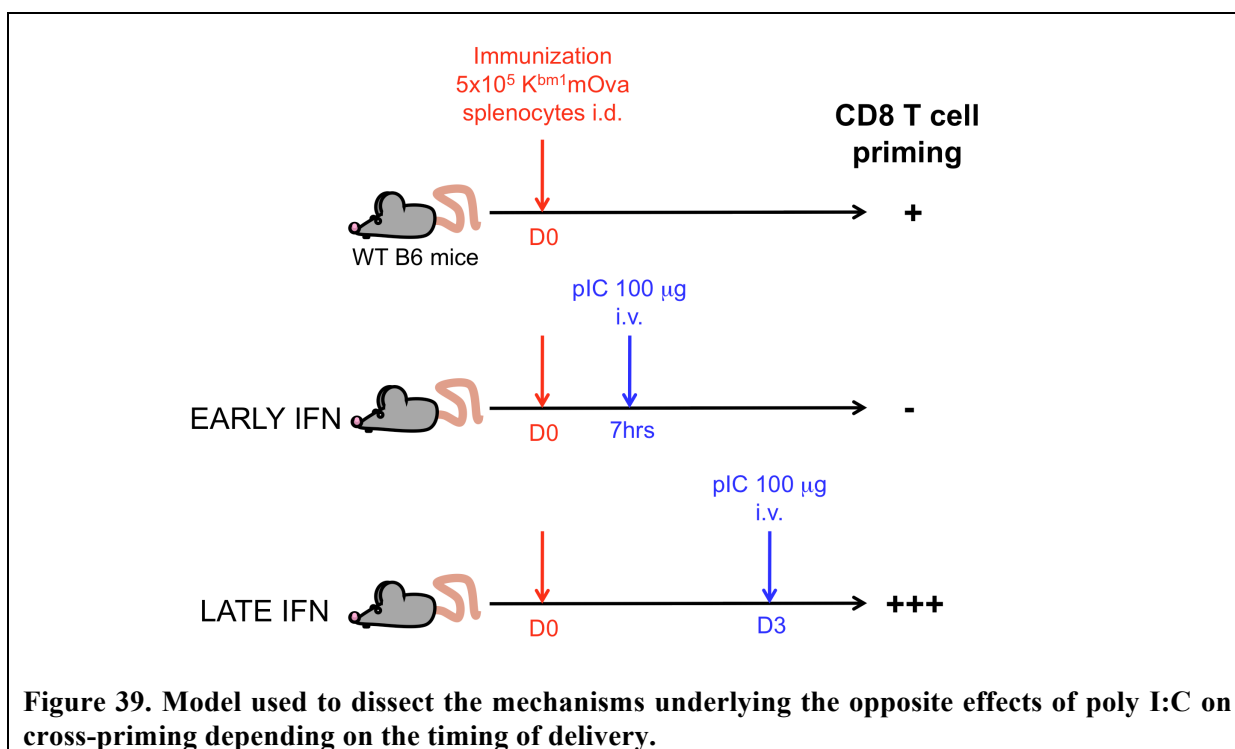 Immunization
5x10⁵ Kᵇᵐ¹mOva
splenocytes i.d.
CD8 T cell
priming
+
D0
WT B6 mice
pIC 100 μg
i.v.
EARLY IFN
D0
7hrs
-
pIC 100 μg
i.v.
LATE IFN
D0
D3
+++
Figure 39. Model used to dissect the mechanisms underlying the opposite effects of poly I:C on
cross-priming depending on the timing of delivery.